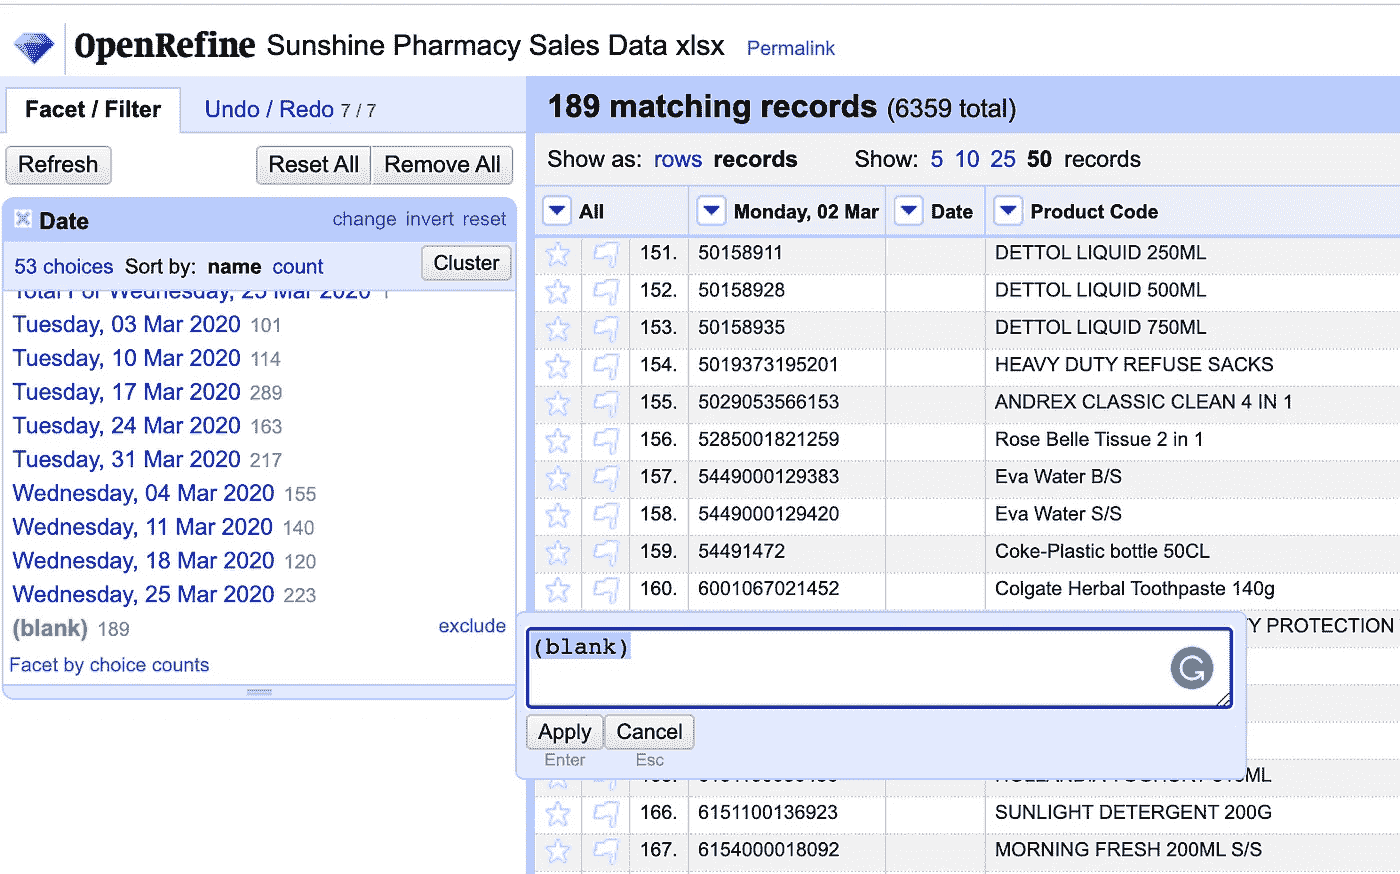 OpenRefine Sunshine Pharmacy Sales Data xlsx Permalink
Facet / Filter Undo / Redo 7 / 7
Refresh Reset All Remove All
Date change invert reset
53 choices Sort by: name count Cluster
Total For Wednesday, 25 Mar 2020 1
Tuesday, 03 Mar 2020 101
Tuesday, 10 Mar 2020 114
Tuesday, 17 Mar 2020 289
Tuesday, 24 Mar 2020 163
Tuesday, 31 Mar 2020 217
Wednesday, 04 Mar 2020 155
Wednesday, 11 Mar 2020 140
Wednesday, 18 Mar 2020 120
Wednesday, 25 Mar 2020 223
(blank) 189 exclude
Facet by choice counts
189 matching records (6359 total)
Show as: rows records Show: 5 10 25 50 records
All Monday, 02 Mar Date Product Code
151. 50158911 DETTOL LIQUID 250ML
152. 50158928 DETTOL LIQUID 500ML
153. 50158935 DETTOL LIQUID 750ML
154. 5019373195201 HEAVY DUTY REFUSE SACKS
155. 5029053566153 ANDREX CLASSIC CLEAN 4 IN 1
156. 5285001821259 Rose Belle Tissue 2 in 1
157. 5449000129383 Eva Water B/S
158. 5449000129420 Eva Water S/S
159. 54491472 Coke-Plastic bottle 50CL
160. 6001067021452 Colgate Herbal Toothpaste 140g
Y PROTECTION
(blank)
Apply Cancel
Enter Esc
ML
166. 6151100136923 SUNLIGHT DETERGENT 200G
167. 6154000018092 MORNING FRESH 200ML S/S